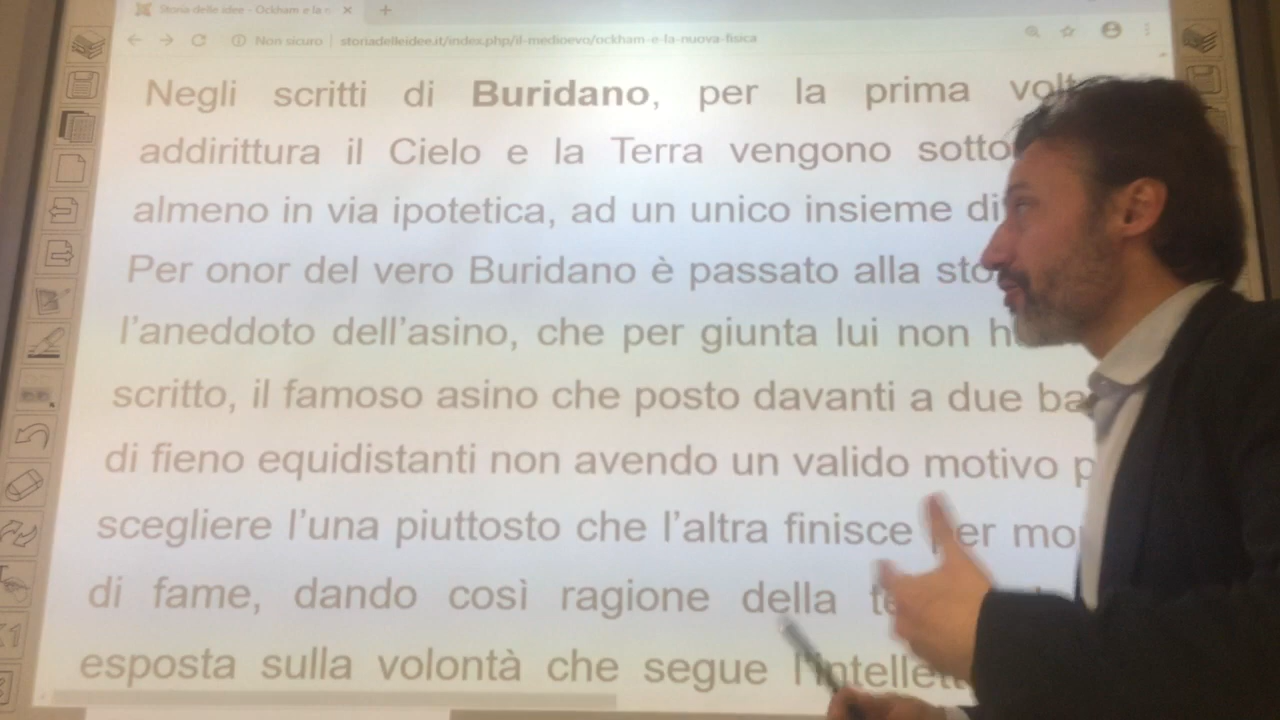 Storia delle idee - Ockham e la
Non sicuro storiadelleidee.it/index.php/il-medioevo/ockham-e-la-nuova-fisica
Negli scritti di Buridano, per la prima
addirittura il Cielo e la Terra vengono
almeno in via ipotetica, ad un unico insieme di
Per onor del vero Buridano è passato alla
l'aneddoto dell'asino, che per giunta lui non
scritto, il famoso asino che posto davanti a due
di fieno equidistanti non avendo un valido motivo
scegliere l'una piuttosto che l'altra finisce per
di fame, dando così ragione della
esposta sulla volontà che segue